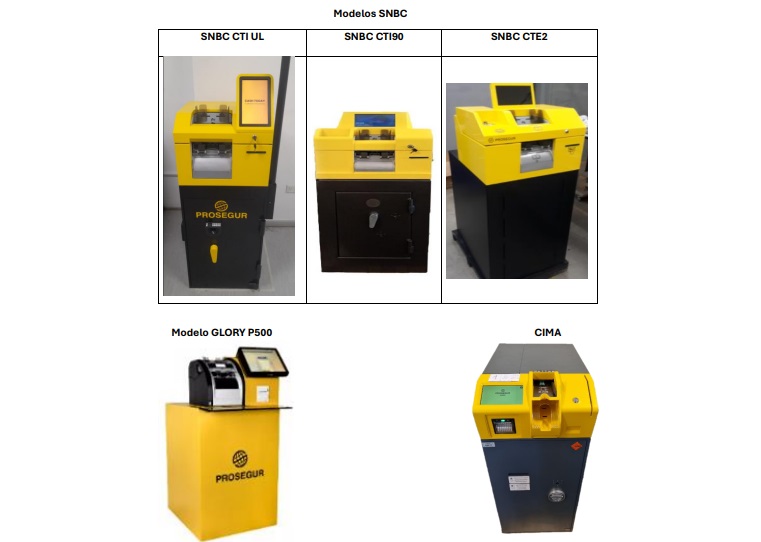 Modelos SNBC
SNBC CTI UL
SNBC CTI90
SNBC CTE2
PROSEGUR
PROSEGUR
Modelo GLORY P500
CIMA
PROSEGUR